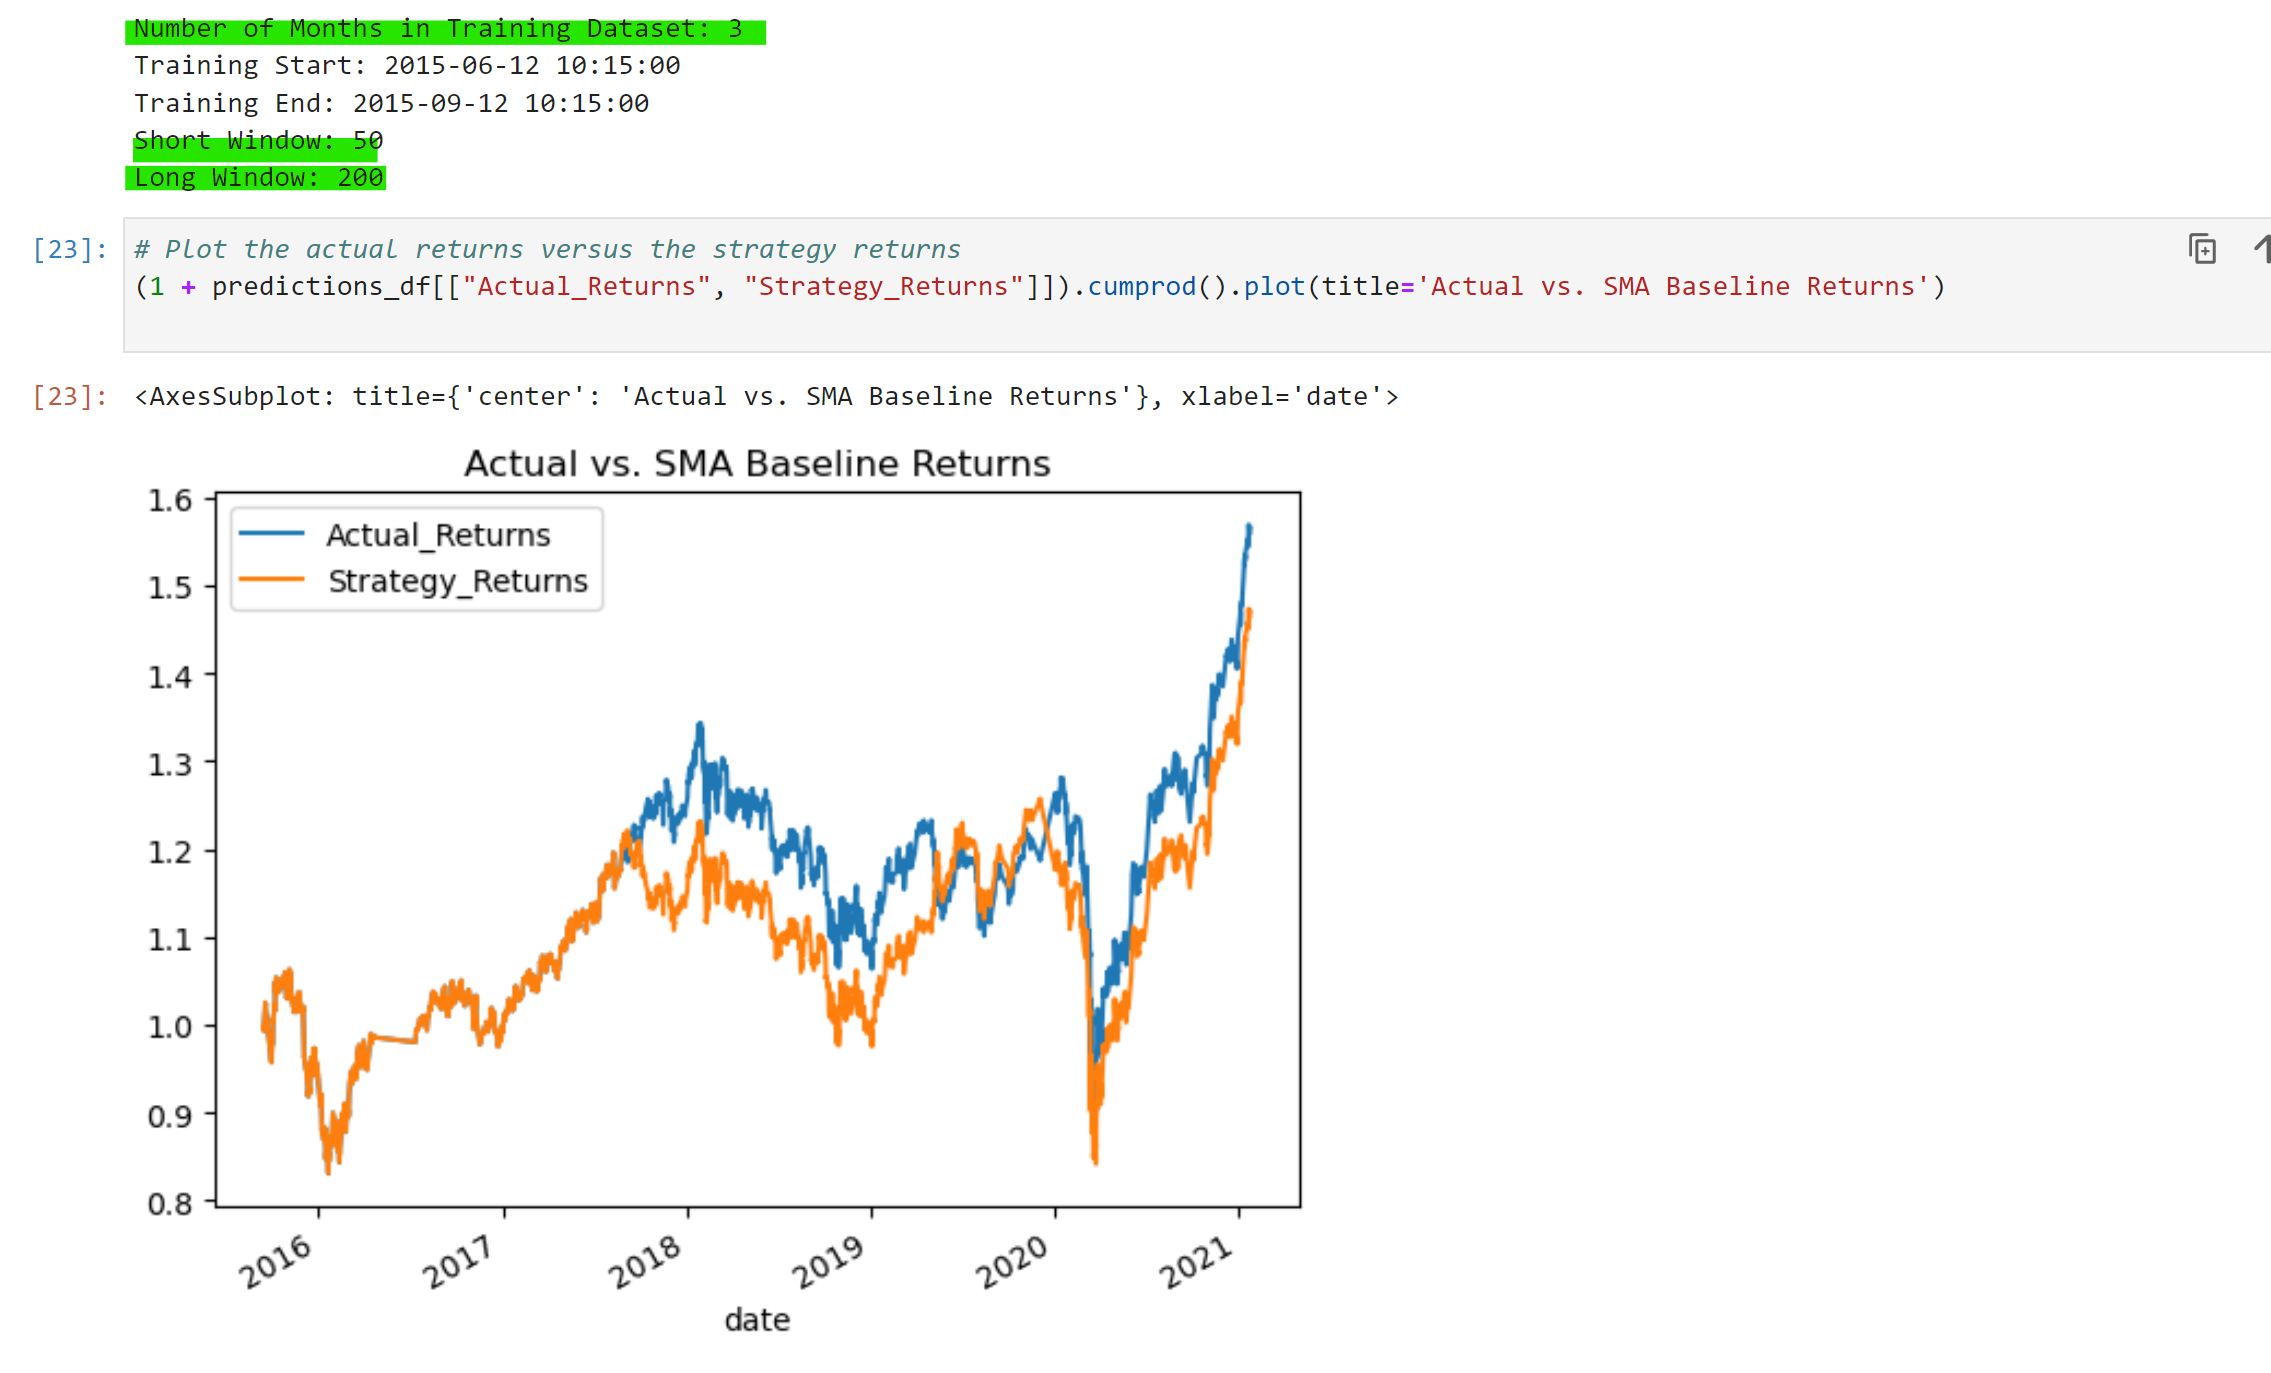 Number of Months in Training Dataset: 3
Training Start: 2015-06-12 10:15:00
Training End: 2015-09-12 10:15:00
Short Window: 50
Long Window: 200
[23]: # Plot the actual returns versus the strategy returns
(1 + predictions_df[["Actual_Returns", "Strategy_Returns"]]).cumprod().plot(title='Actual vs. SMA Baseline Returns')
[23]: <AxesSubplot: title={'center': 'Actual vs. SMA Baseline Returns'}, xlabel='date'>
Actual vs. SMA Baseline Returns
Actual_Returns
Strategy_Returns
1.6
1.5
1.4
1.3
1.2
1.1
1.0
0.9
0.8
2016 2017 2018 2019 2020 2021
date